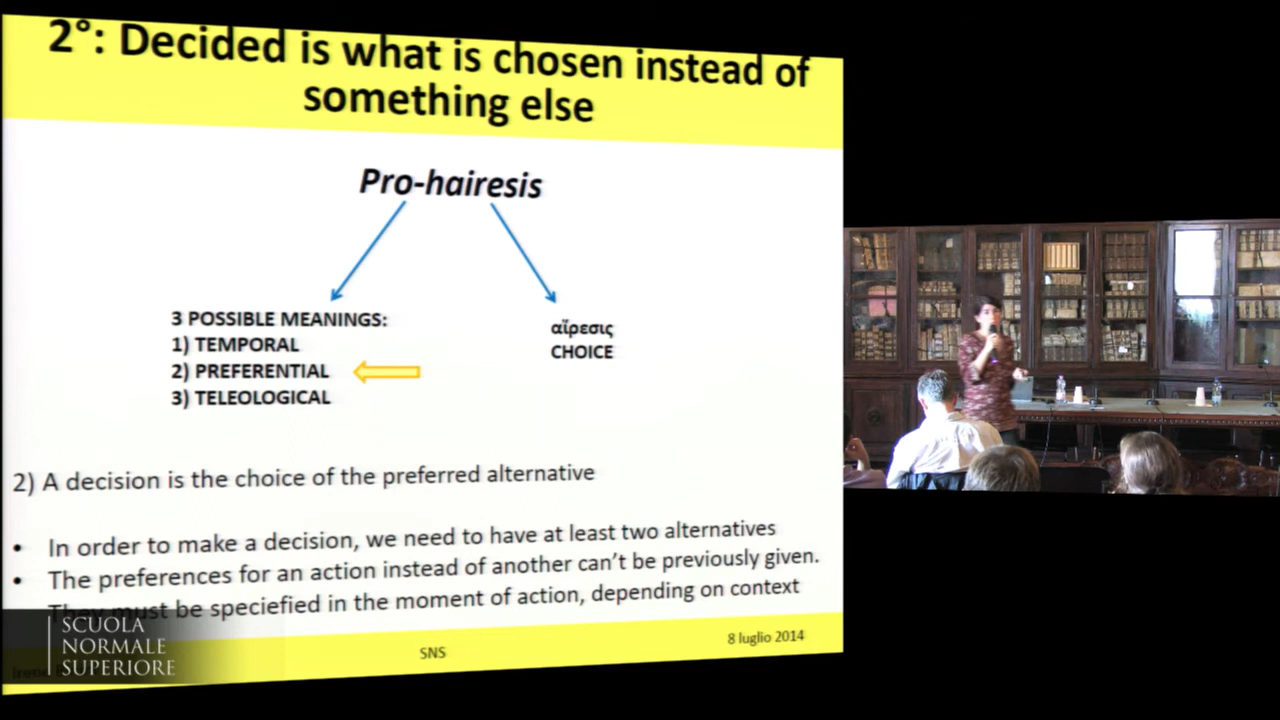 2°: Decided is what is chosen instead of
something else
Pro-hairesis
3 POSSIBLE MEANINGS:
1) TEMPORAL
2) PREFERENTIAL
3) TELEOLOGICAL
αἵρεσις
CHOICE
2) A decision is the choice of the preferred alternative
• In order to make a decision, we need to have at least two alternatives
• The preferences for an action instead of another can't be previously given.
They must be speciefied in the moment of action, depending on context
SCUOLA
NORMALE
SUPERIORE
SNS
8 luglio 2014